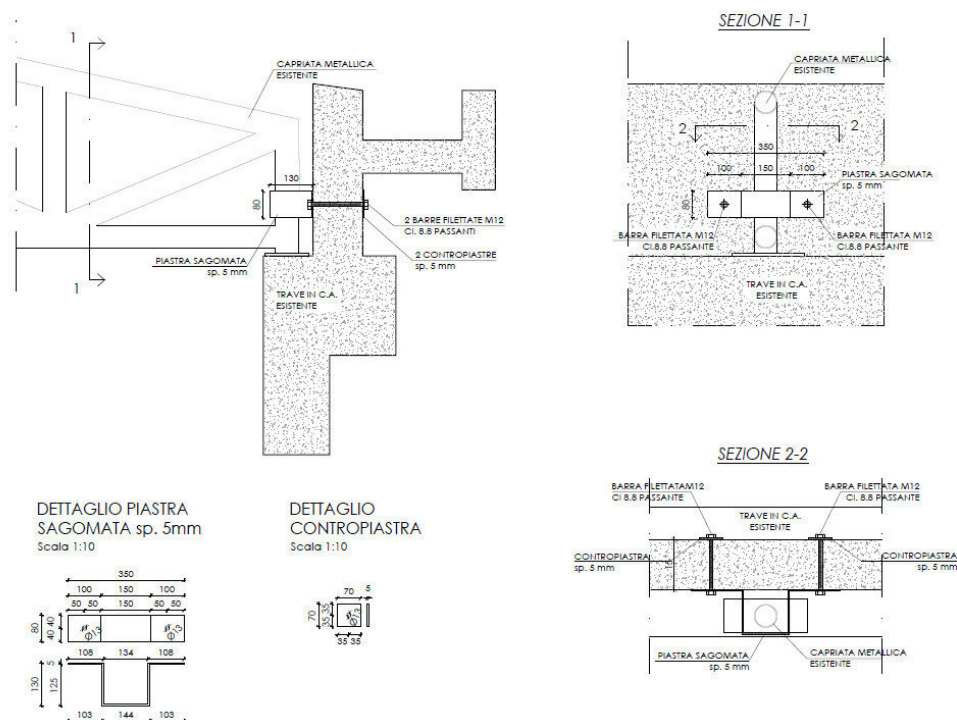 1
CAPRIATA METALLICA
ESISTENTE
130
80
2 BARRE FILETTATE M12
Cl. 8.8 PASSANTI
2 CONTROPIASTRE
sp. 5 mm
PIASTRA SAGOMATA
sp. 5 mm
1
TRAVE IN C.A.
ESISTENTE
SEZIONE 1-1
CAPRIATA METALLICA
ESISTENTE
2
2
350
100
150
100
PIASTRA SAGOMATA
sp. 5 mm
80
BARRA FILETTATA M12
Cl.8.8 PASSANTE
BARRA FILETTATA M12
Cl.8.8 PASSANTE
TRAVE IN C.A.
ESISTENTE
SEZIONE 2-2
BARRA FILETTATAM12
Cl 8.8 PASSANTE
BARRA FILETTATA M12
Cl. 8.8 PASSANTE
TRAVE IN C.A.
ESISTENTE
CONTROPIASTRA
sp. 5 mm
15
CONTROPIASTRA
sp. 5 mm
PIASTRA SAGOMATA
sp. 5 mm
CAPRIATA METALLICA
ESISTENTE
DETTAGLIO PIASTRA
SAGOMATA sp. 5mm
Scala 1:10
350
100 150 100
50 50 150 50 50
80
40 40
Ø13
Ø13
108 134 108
5
130
125
103 144 103
DETTAGLIO
CONTROPIASTRA
Scala 1:10
70 5
70
35 35
Ø13
35 35